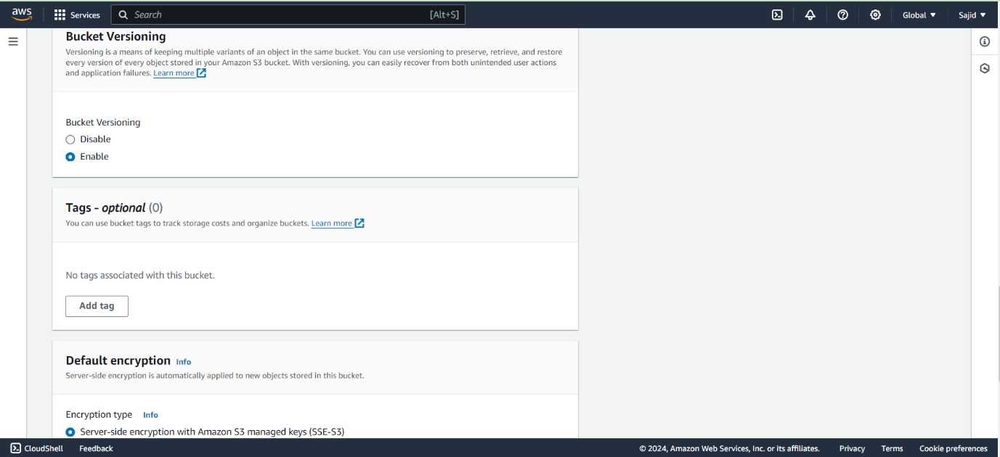 aws
Services
Search
[Alt+S]
Global
Sajid
Bucket Versioning
Versioning is a means of keeping multiple variants of an object in the same bucket. You can use versioning to preserve, retrieve, and restore
every version of every object stored in your Amazon S3 bucket. With versioning, you can easily recover from both unintended user actions
and application failures. Learn more
Bucket Versioning
Disable
Enable
Tags - optional (0)
You can use bucket tags to track storage costs and organize buckets. Learn more
No tags associated with this bucket.
Add tag
Default encryption Info
Server-side encryption is automatically applied to new objects stored in this bucket.
Encryption type Info
Server-side encryption with Amazon S3 managed keys (SSE-S3)
CloudShell
Feedback
© 2024, Amazon Web Services, Inc. or its affiliates.
Privacy
Terms
Cookie preferences